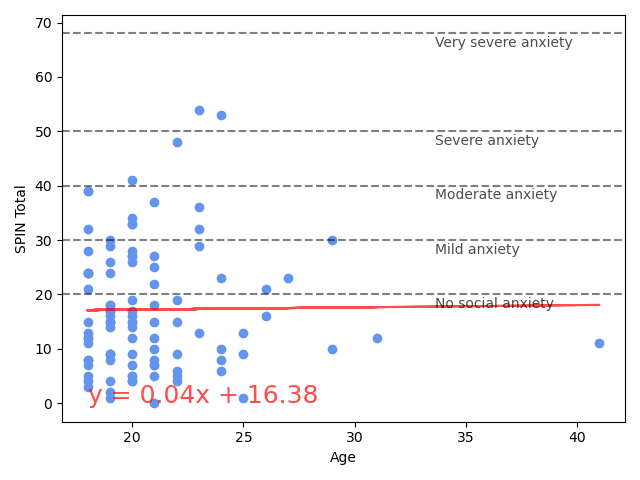 70
Very severe anxiety
60
50
Severe anxiety
40
Moderate anxiety
30
Mild anxiety
20
No social anxiety
10
y = 0.04x + 16.38
0
SPIN Total
20
25
30
35
40
Age